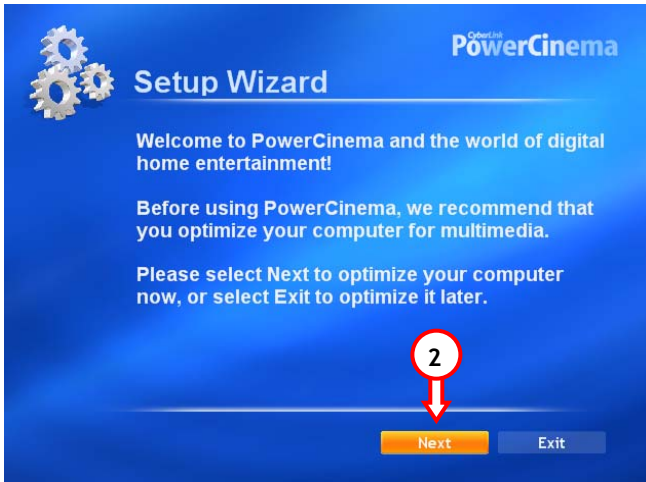 CyberLink
PowerCinema
Setup Wizard
Welcome to PowerCinema and the world of digital
home entertainment!
Before using PowerCinema, we recommend that
you optimize your computer for multimedia.
Please select Next to optimize your computer
now, or select Exit to optimize it later.
2
Next
Exit